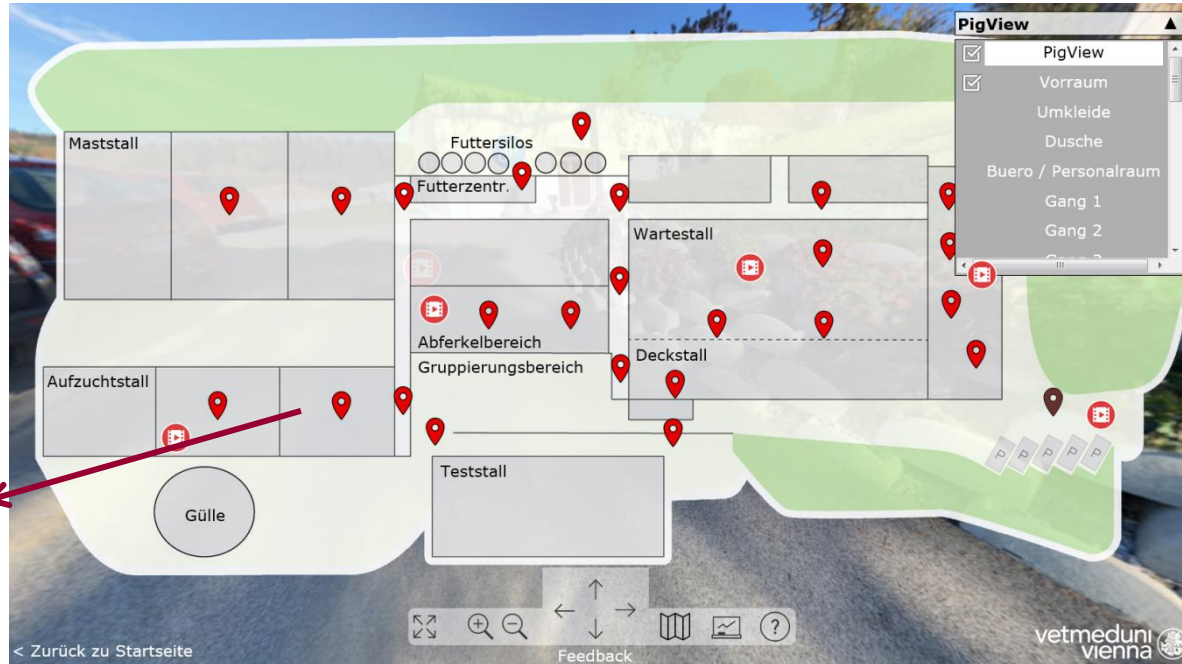 PigView ▲
PigView
Vorraum
Umkleide
Dusche
Buero / Personalraum
Gang 1
Gang 2
Maststall
Futtersilos
Futterzentr.
Wartestall
Abferkelbereich
Gruppierungsbereich
Deckstall
Aufzuchtstall
Teststall
Gülle
P P P P P
?
< Zurück zu Startseite
Feedback
vetmeduni
vienna